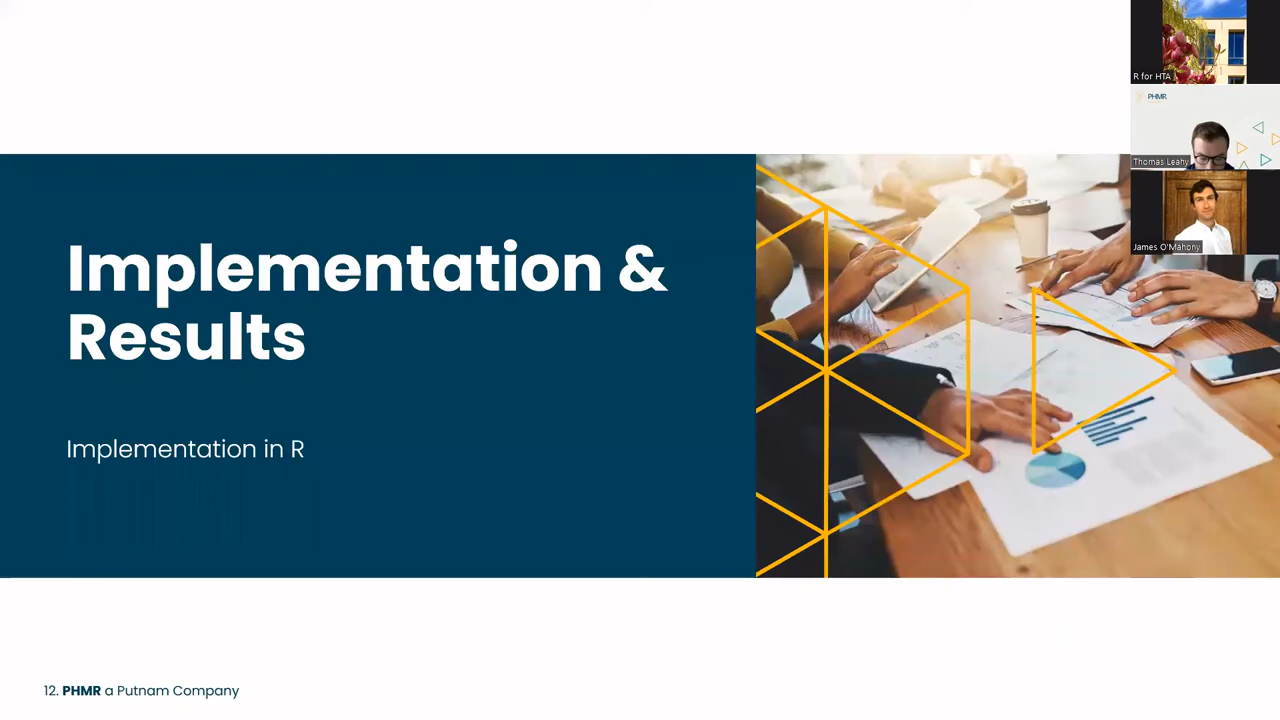 Implementation &
Results
Implementation in R
12. PHMR a Putnam Company
R for HTA
PHMR
Thomas Leahy
James O'Mahony